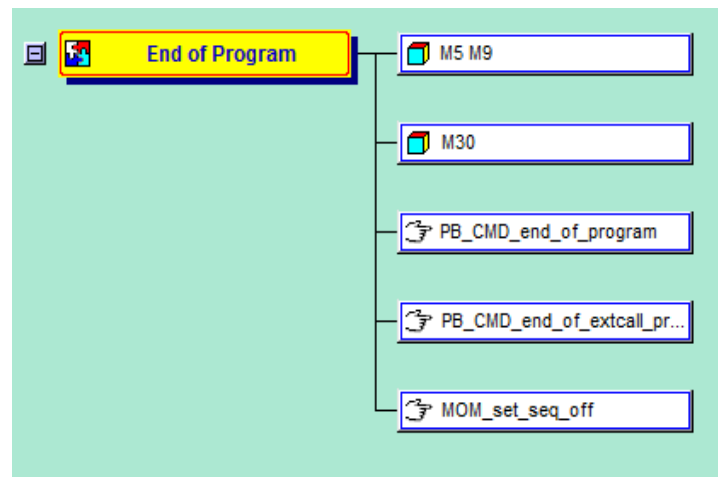 End of Program
M5 M9
M30
PB_CMD_end_of_program
PB_CMD_end_of_extcall_pr...
MOM_set_seq_off